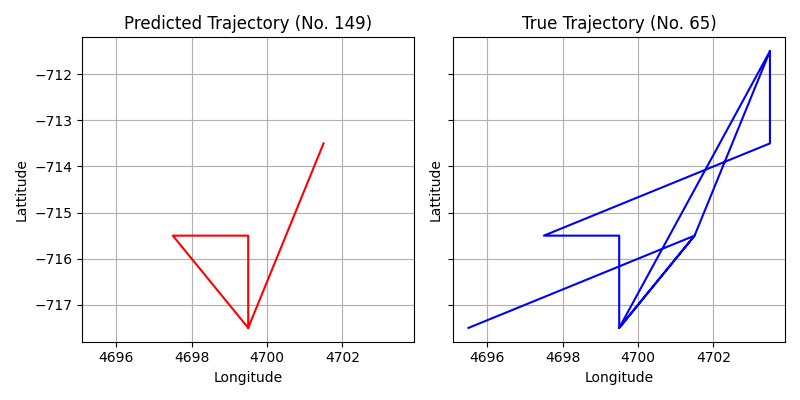 Predicted Trajectory (No. 149)
True Trajectory (No. 65)
−712
−713
−714
−715
−716
−717
Lattitude
Lattitude
4696 4698 4700 4702
4696 4698 4700 4702
Longitude
Longitude